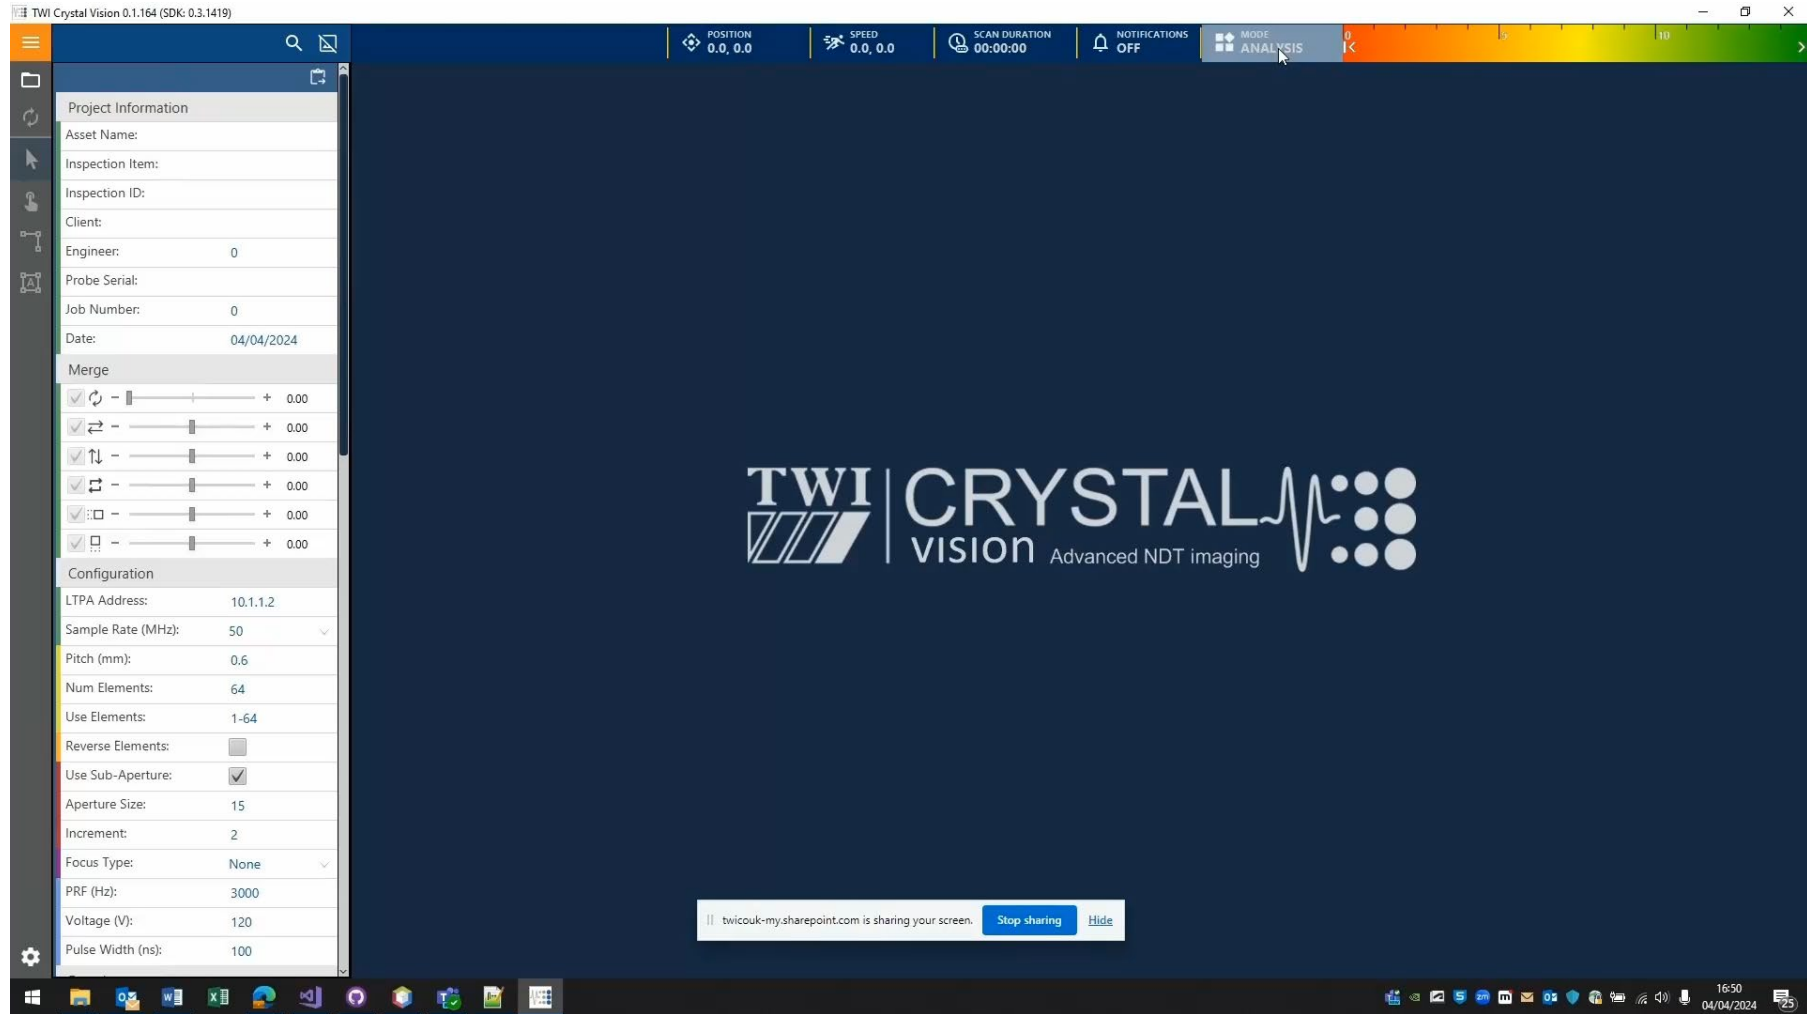 TWI Crystal Vision 0.1.164 (SDK: 0.3.1419)
POSITION
0.0, 0.0
SPEED
0.0, 0.0
SCAN DURATION
00:00:00
NOTIFICATIONS
OFF
MODE
ANALYSIS
0
5
10
Project Information
Asset Name:
Inspection Item:
Inspection ID:
Client:
Engineer: 0
Probe Serial:
Job Number: 0
Date: 04/04/2024
Merge
0.00
0.00
0.00
0.00
0.00
0.00
Configuration
LTPA Address: 10.1.1.2
Sample Rate (MHz): 50
Pitch (mm): 0.6
Num Elements: 64
Use Elements: 1-64
Reverse Elements:
Use Sub-Aperture:
Aperture Size: 15
Increment: 2
Focus Type: None
PRF (Hz): 3000
Voltage (V): 120
Pulse Width (ns): 100
TWI CRYSTAL
vision Advanced NDT imaging
twicouk-my.sharepoint.com is sharing your screen. Stop sharing Hide
16:50
04/04/2024
25